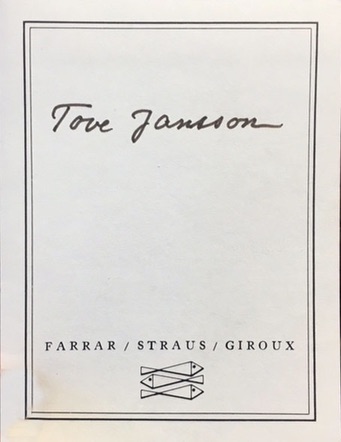 Tove Jansson
FARRAR / STRAUS / GIROUX